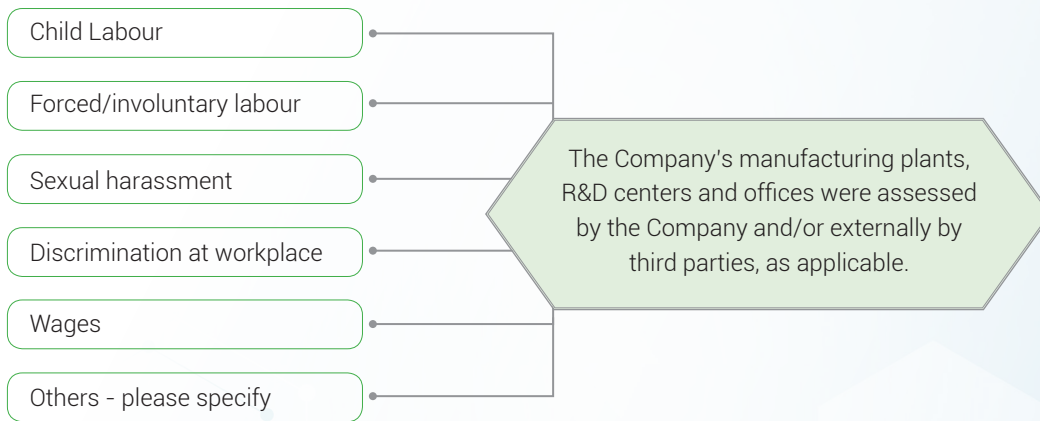 Child Labour
Forced/involuntary labour
Sexual harassment
Discrimination at workplace
Wages
Others - please specify
The Company's manufacturing plants,
R&D centers and offices were assessed
by the Company and/or externally by
third parties, as applicable.